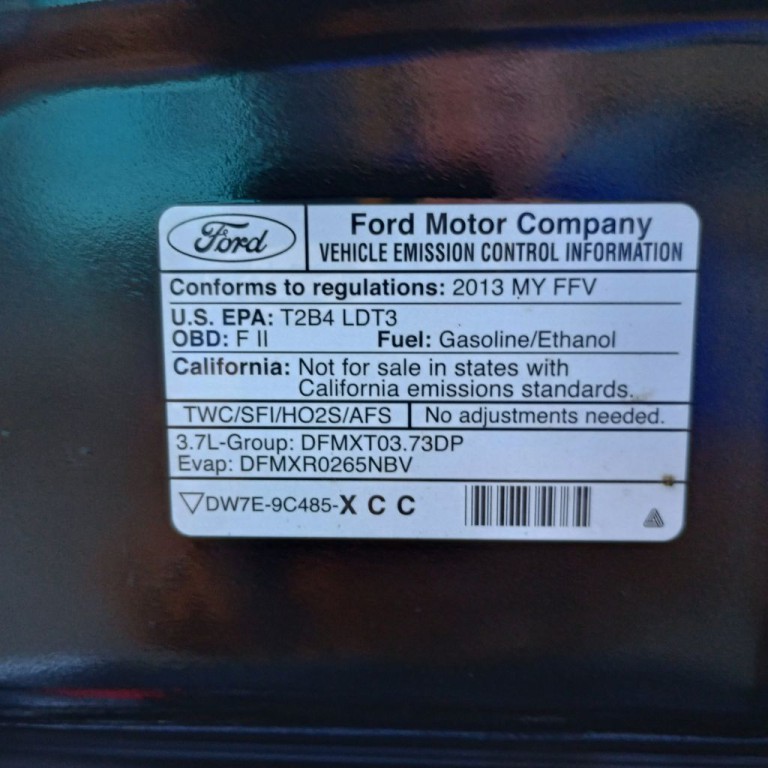 Ford
Ford Motor Company
VEHICLE EMISSION CONTROL INFORMATION
Conforms to regulations: 2013 MY FFV
U.S. EPA: T2B4 LDT3
OBD: F II Fuel: Gasoline/Ethanol
California: Not for sale in states with
California emissions standards.
TWC/SFI/HO2S/AFS No adjustments needed.
3.7L-Group: DFMXT03.73DP
Evap: DFMXR0265NBV
▽DW7E-9C485-X C C